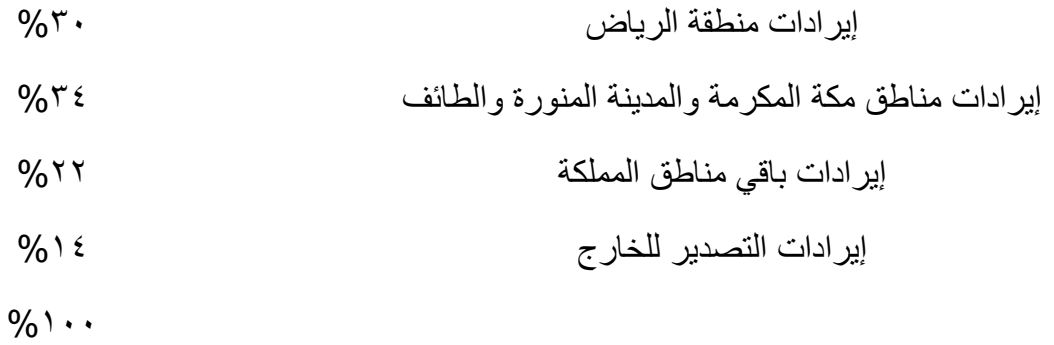 إيرادات منطقة الرياض %٣٠
إيرادات مناطق مكة المكرمة والمدينة المنورة والطائف %٣٤
إيرادات باقي مناطق المملكة %٢٢
إيرادات التصدير للخارج %١٤
%١٠٠